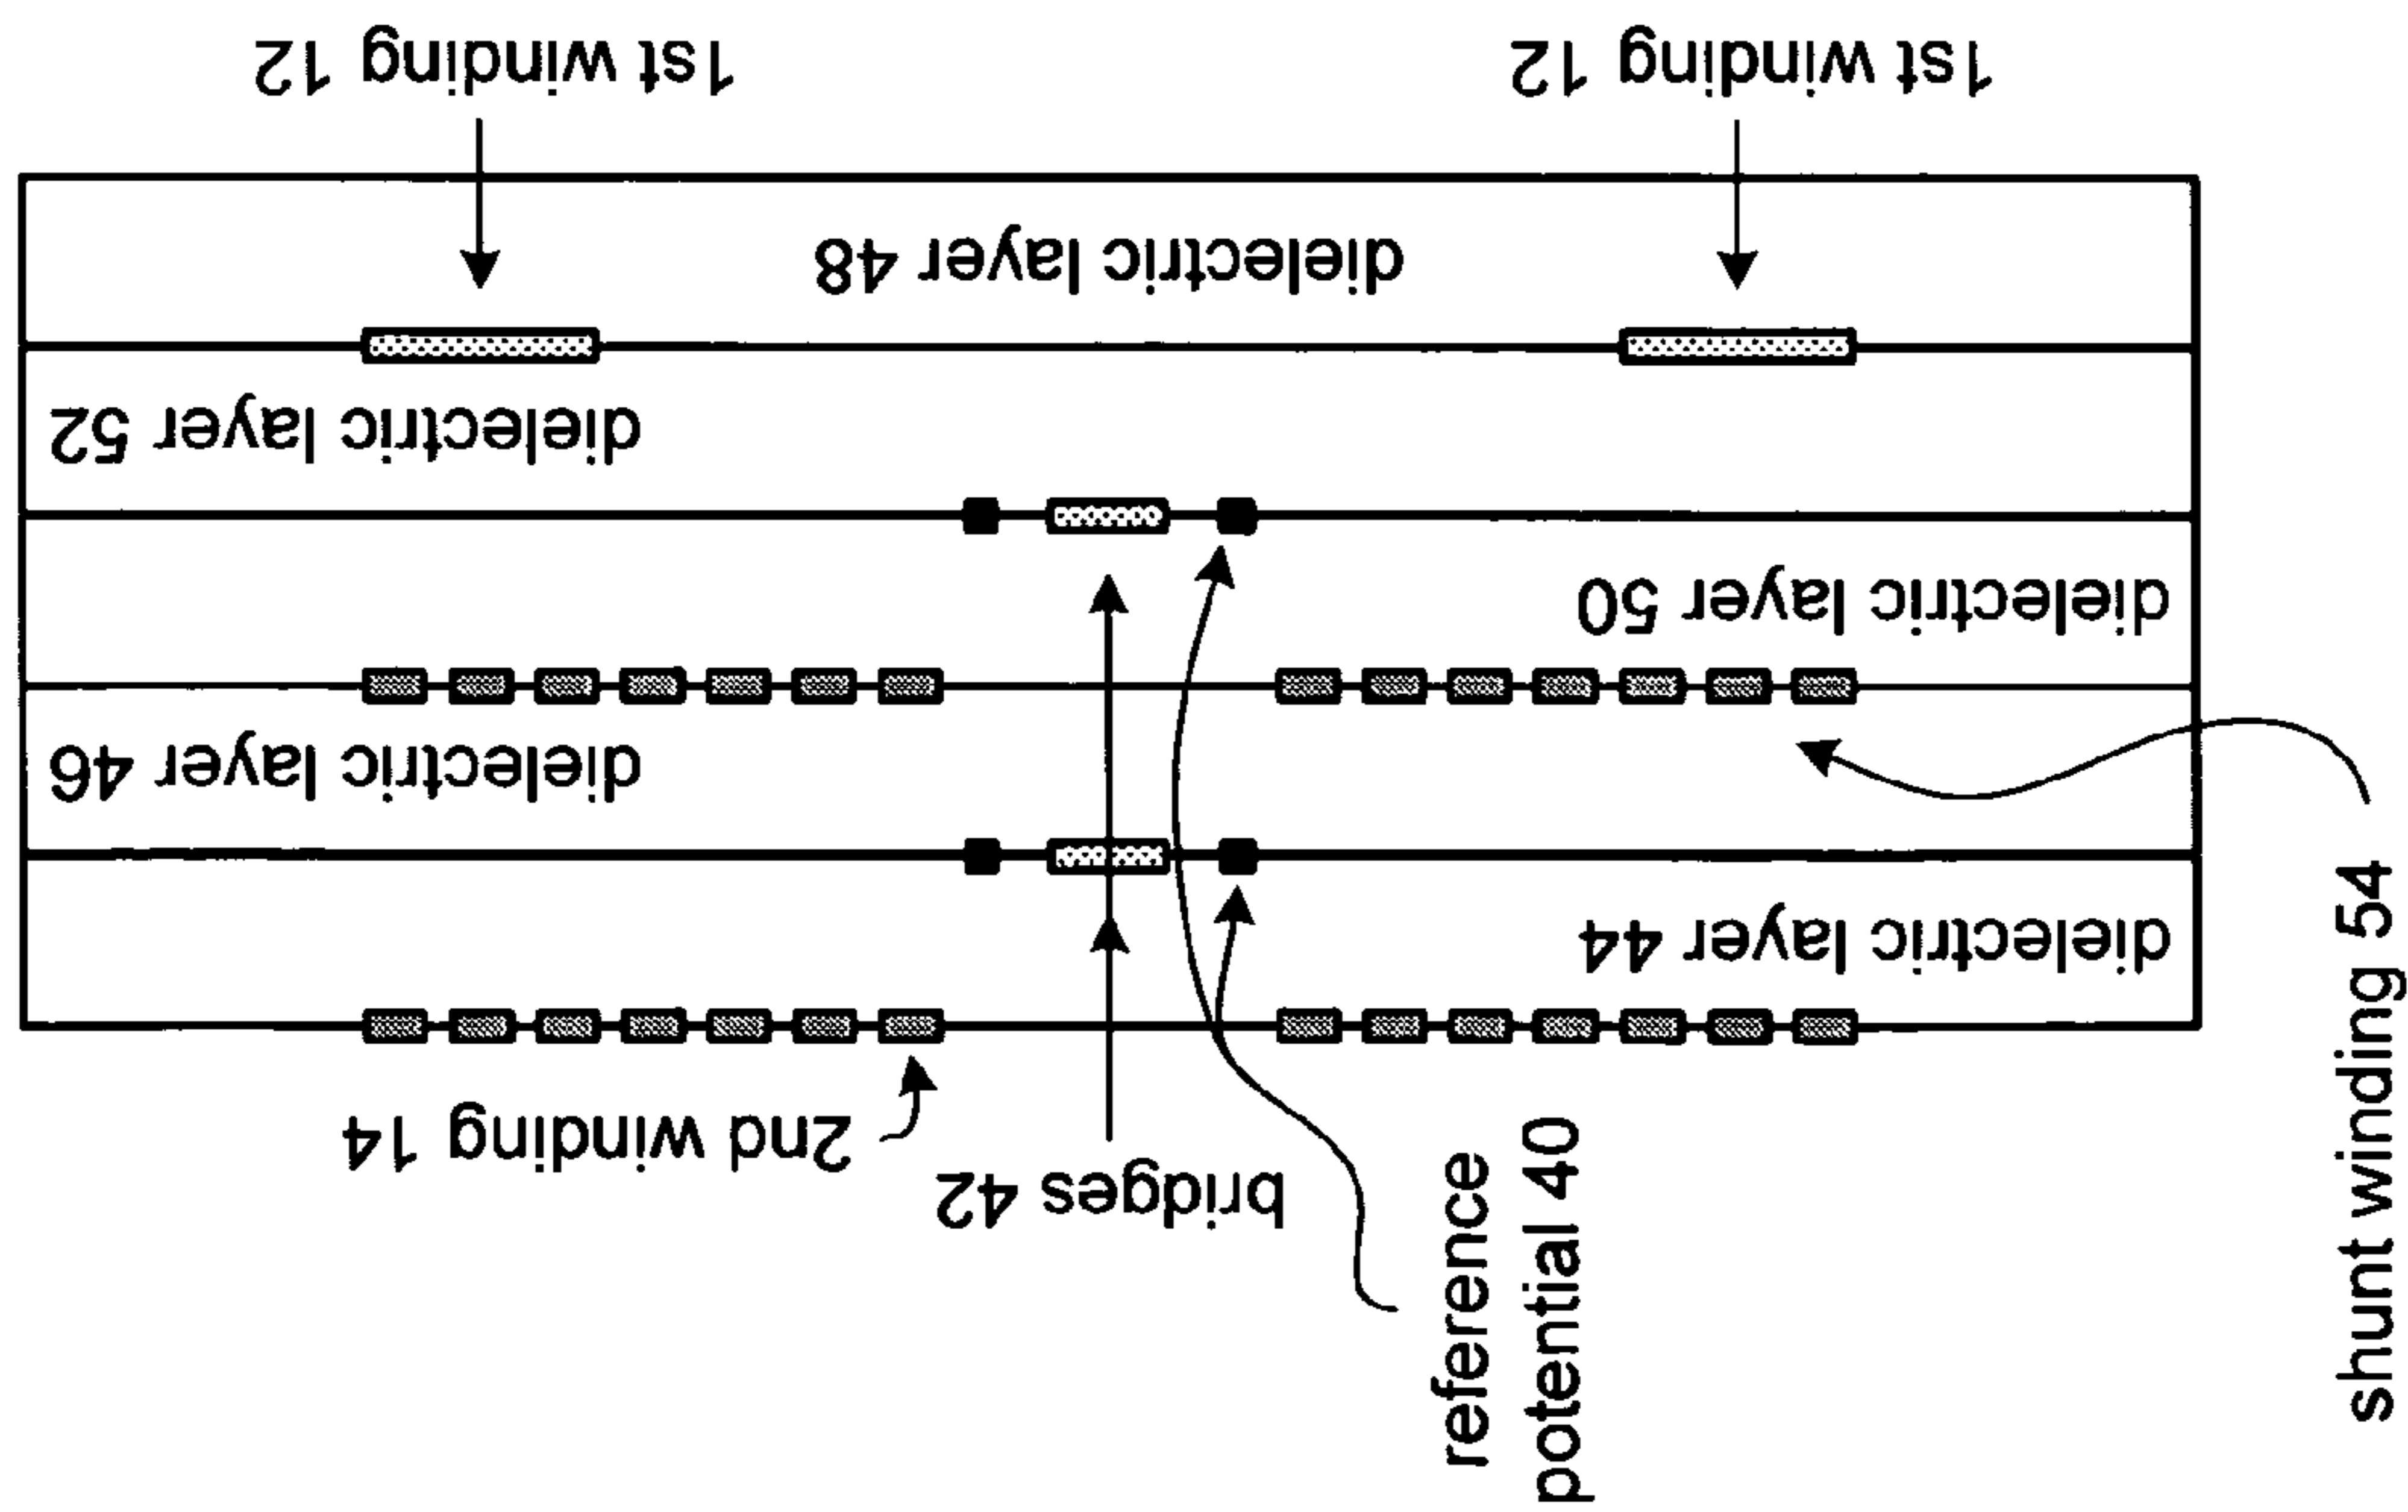 shunt winding 54
reference
potential 40
bridges 42
2nd winding 14
dielectric layer 44
dielectric layer 46
dielectric layer 50
dielectric layer 52
dielectric layer 48
1st winding 12
1st winding 12